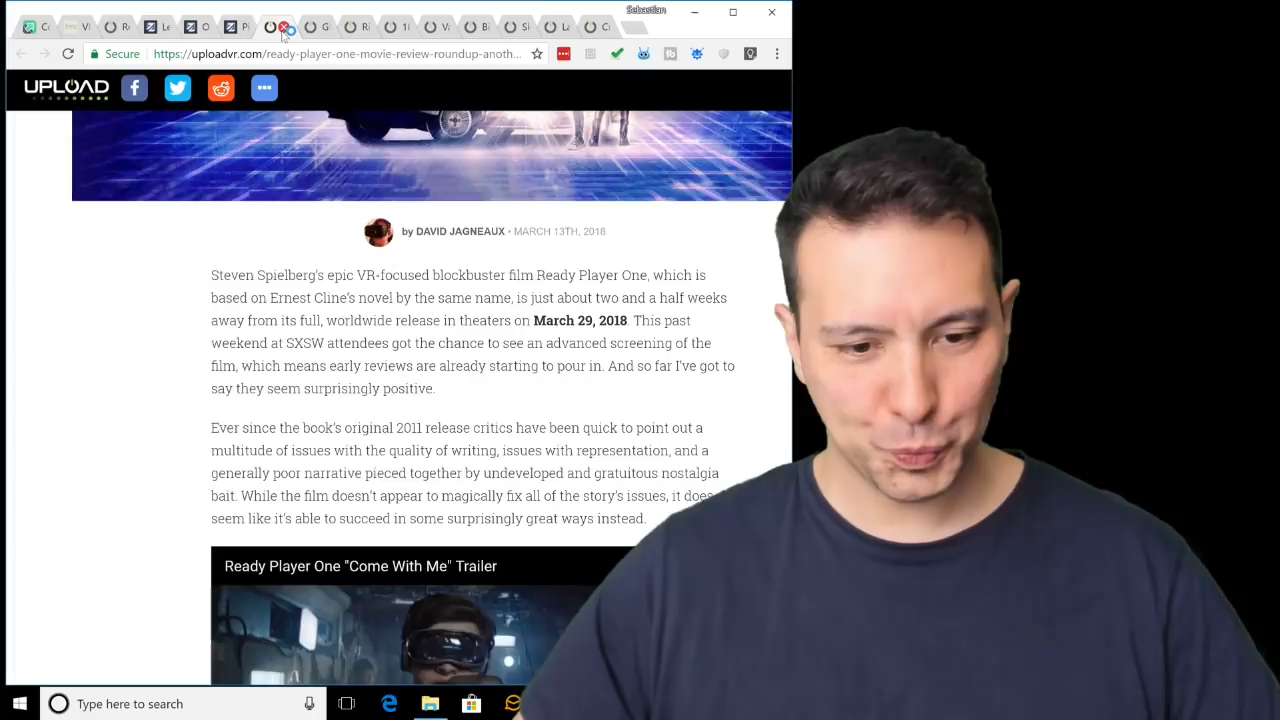 Sebastian
C
Vi
Re
Le
O
Pl
G
Ri
Vi
Bi
Si
La
Secure
https://uploadvr.com/ready-player-one-movie-review-roundup-anoth...
UPLOAD
by DAVID JAGNEAUX • MARCH 13TH, 2018
Steven Spielberg's epic VR-focused blockbuster film Ready Player One, which is
based on Ernest Cline's novel by the same name, is just about two and a half weeks
away from its full, worldwide release in theaters on March 29, 2018. This past
weekend at SXSW attendees got the chance to see an advanced screening of the
film, which means early reviews are already starting to pour in. And so far I've got to
say they seem surprisingly positive.
Ever since the book's original 2011 release critics have been quick to point out a
multitude of issues with the quality of writing, issues with representation, and a
generally poor narrative pieced together by undeveloped and gratuitous nostalgia
bait. While the film doesn't appear to magically fix all of the story's issues, it does
seem like it's able to succeed in some surprisingly great ways instead.
Ready Player One "Come With Me" Trailer
Type here to search